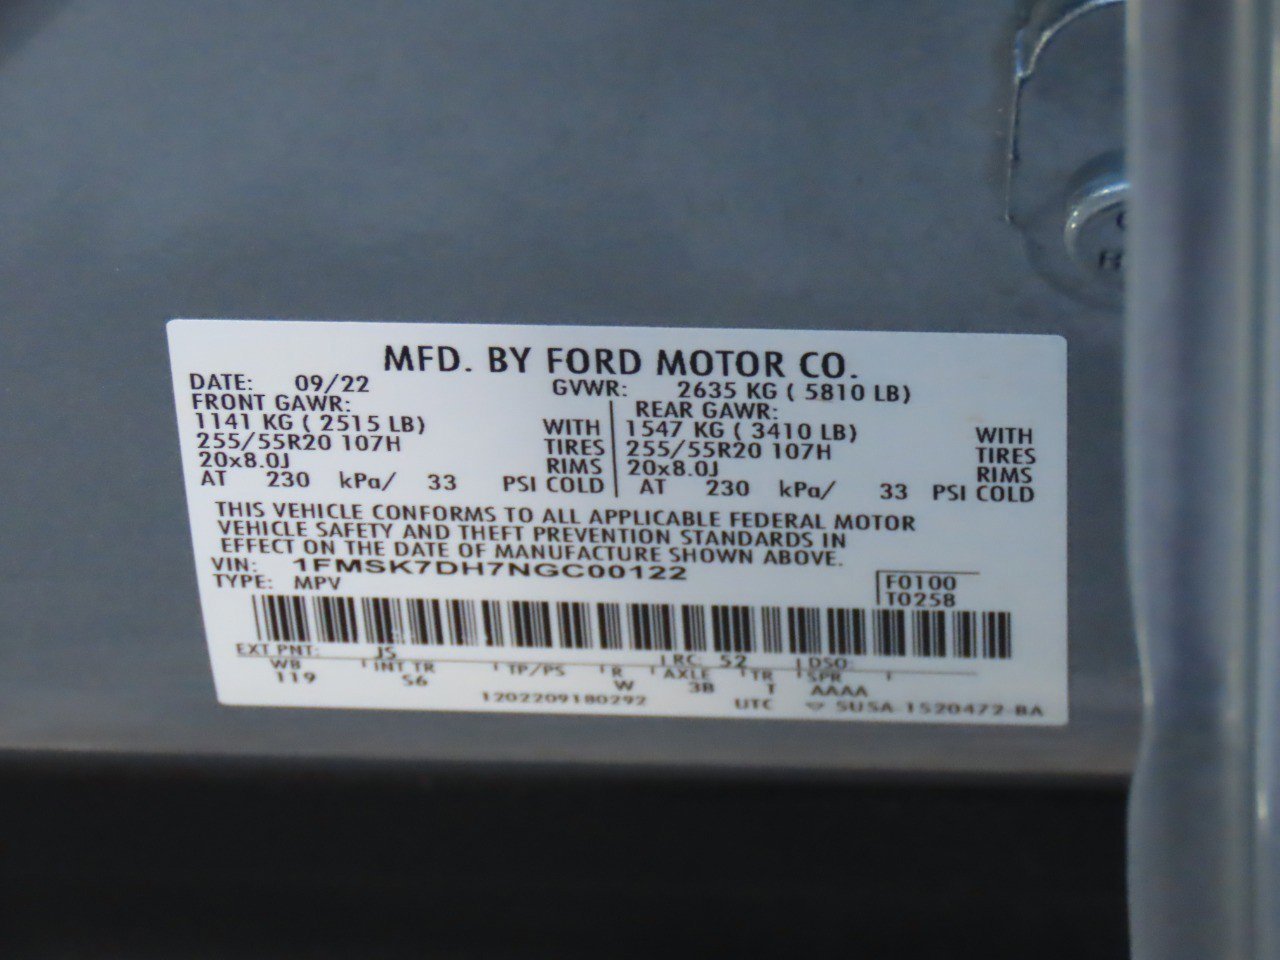 MFD. BY FORD MOTOR CO.
DATE: 09/22 GVWR: 2635 KG ( 5810 LB)
FRONT GAWR: REAR GAWR:
1141 KG ( 2515 LB) WITH 1547 KG ( 3410 LB) WITH
255/55R20 107H TIRES 255/55R20 107H TIRES
20x8.0J RIMS 20x8.0J RIMS
AT 230 kPa/ 33 PSI COLD AT 230 kPa/ 33 PSI COLD
THIS VEHICLE CONFORMS TO ALL APPLICABLE FEDERAL MOTOR
VEHICLE SAFETY AND THEFT PREVENTION STANDARDS IN
EFFECT ON THE DATE OF MANUFACTURE SHOWN ABOVE.
VIN: 1FMSK7DH7NGC00122
TYPE: MPV F0100
T0258
EXT PNT: JS RC: 52 DSO:
WB INT TR TP/PS R AXLE TR SPR
119 S6 W 3B T AAAA
1202209180292 UTC SU5A-1520472-BA